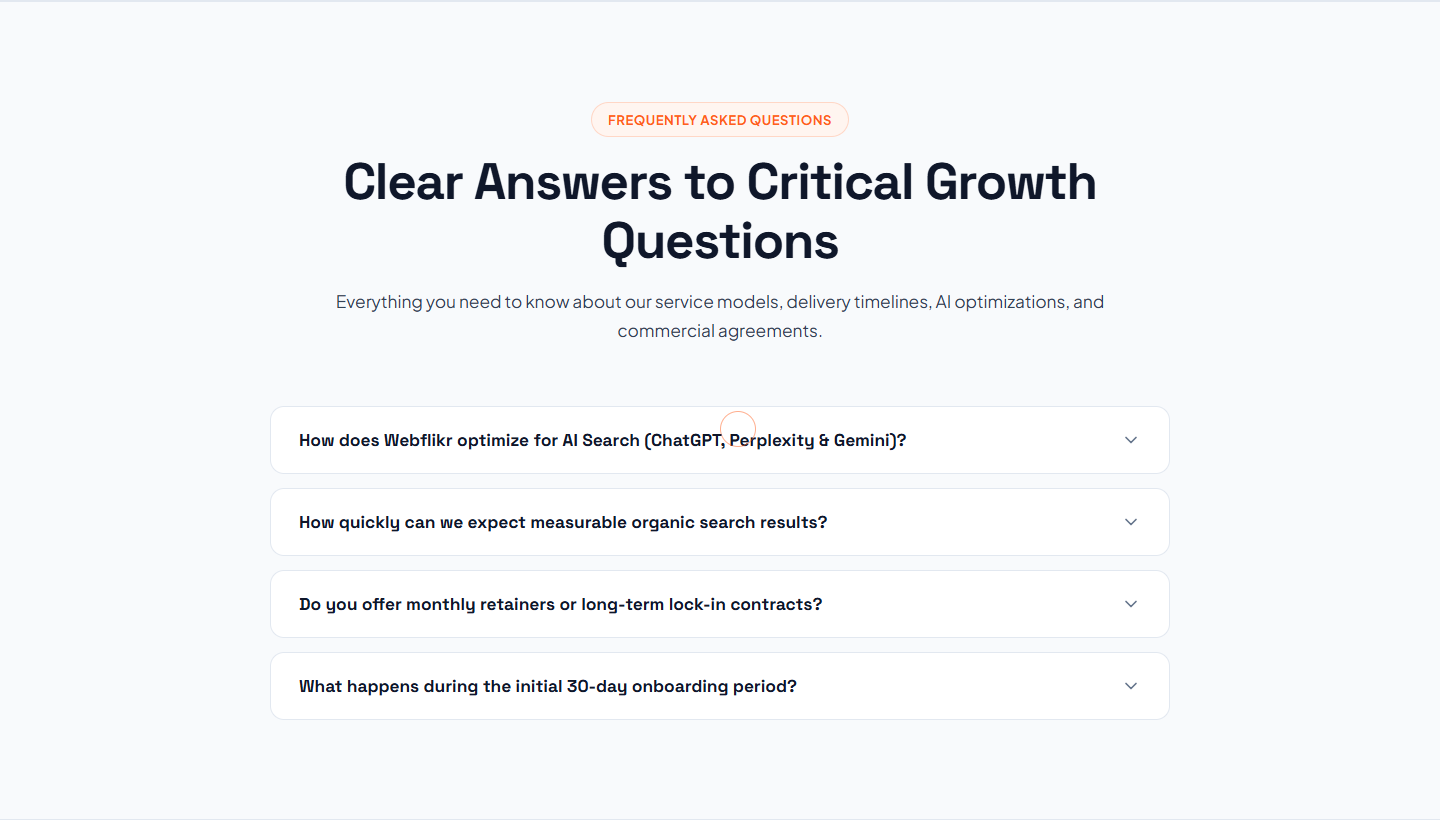 FREQUENTLY ASKED QUESTIONS
Clear Answers to Critical Growth
Questions
Everything you need to know about our service models, delivery timelines, AI optimizations, and
commercial agreements.
How does Webflikr optimize for AI Search (ChatGPT, Perplexity & Gemini)?
How quickly can we expect measurable organic search results?
Do you offer monthly retainers or long-term lock-in contracts?
What happens during the initial 30-day onboarding period?